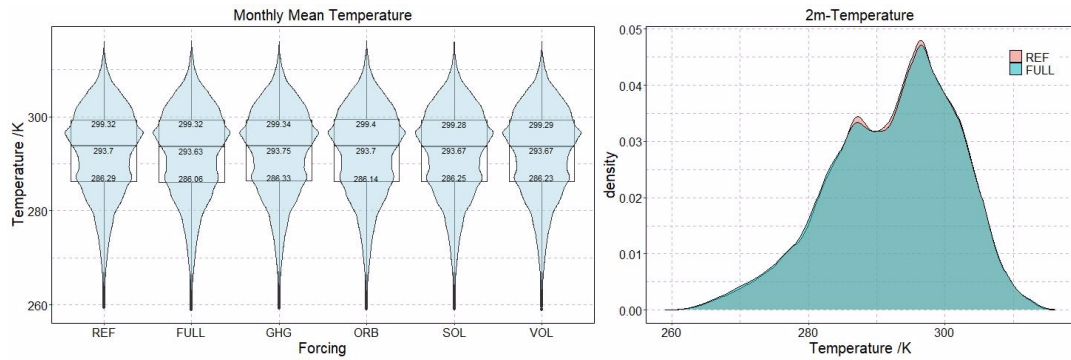 Monthly Mean Temperature
Temperature /K
300
280
260
299.32 299.32 299.34 299.4 299.28 299.29
293.7 293.63 293.75 293.7 293.67 293.67
286.29 286.06 286.33 286.14 286.25 286.23
REF FULL GHG ORB SOL VOL
Forcing
2m-Temperature
density
0.05
0.04
0.03
0.02
0.01
0.00
REF
FULL
260 280 300
Temperature /K